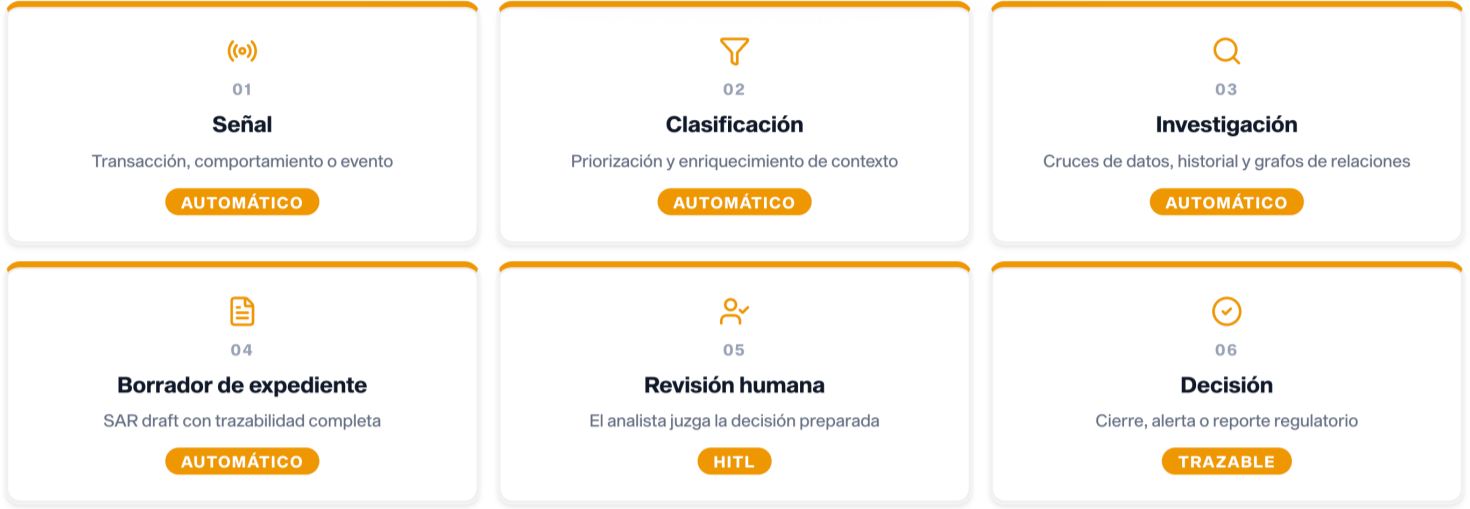 01
Señal
Transacción, comportamiento o evento
AUTOMÁTICO
02
Clasificación
Priorización y enriquecimiento de contexto
AUTOMÁTICO
03
Investigación
Cruces de datos, historial y grafos de relaciones
AUTOMÁTICO
04
Borrador de expediente
SAR draft con trazabilidad completa
AUTOMÁTICO
05
Revisión humana
El analista juzga la decisión preparada
HITL
06
Decisión
Cierre, alerta o reporte regulatorio
TRAZABLE